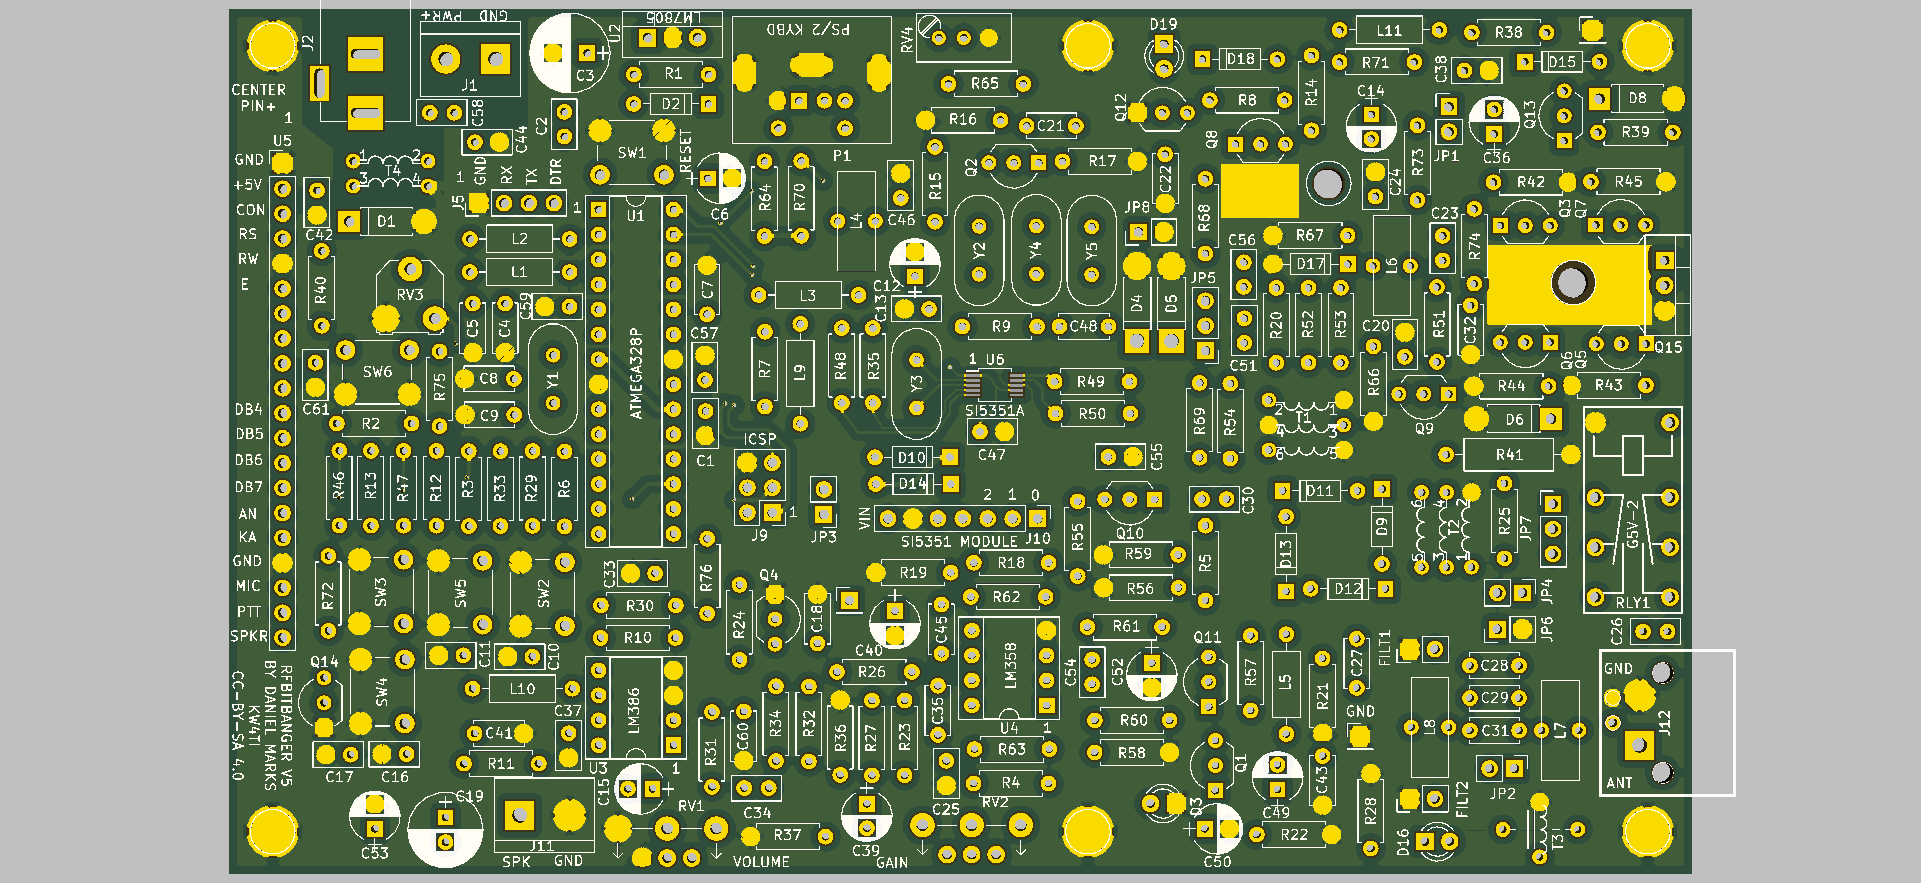 PWR+ GND
J2
J1
C58
CENTER
PIN+
1
C3
U2
LM7805
R1
D2
C2
C44
PS/2 KYBD
P1
RV4
R65
R16
C21
Q2
R17
Q12
D19
D18
R8
Q8
R14
L11
R71
C14
R73
C38
JP1
R38
D15
C36
Q13
D8
R39
U5
GND
+5V
CON
RS
RW
E
DB4
DB5
DB6
DB7
AN
KA
GND
MIC
PTT
SPKR
1
2
T4
3
4
GND
RX
TX
DTR
1
J5
SW1
RESET
C6
C42
D1
R40
RV3
L2
L1
C59
C5
C4
U1
1
ATMEGA328P
R64
R70
L4
C46
R15
C12
C13
L3
C7
C57
Y2
Y4
Y5
C22
JP8
D4
D5
JP5
R68
C56
C51
R67
D17
R20
R52
R53
L6
C24
C23
R74
C20
R51
C32
R66
R42
R45
Q3
Q7
Q6
Q5
Q15
R44
R43
D6
R41
Q9
SW6
C61
R2
R75
C8
C9
Y1
R7
L9
R48
R35
Y3
R9
C48
1 U6
SI5351A
R49
R50
C47
R69
R54
2
1
T1
4
3
6
5
C1
ICSP
J9
1
JP3
D10
D14
VIN
2 1 0
SI5351 MODULE
J10
C55
Q10
R55
R59
R56
R5
C30
D11
D9
D13
D12
6
4
2
T2
5
3
1
R25
JP7
G5V-2
RLY1
R46
R13
R47
R12
R3
R33
R29
R6
R72
SW3
SW5
SW2
C33
R30
R10
R76
R24
Q4
C18
R19
C40
C45
R18
R62
R26
LM358
U4
1
R61
C54
C52
Q11
R57
L5
R21
C27
FILT1
JP4
JP6
C26
C28
C29
C31
L8
L7
GND
J12
ANT
GND
Q14
SW4
C11
C10
L10
C41
R11
C37
C17
C16
LM386
U3
1
R31
C60
R34
R32
R36
R27
R23
C35
R63
R4
R60
R58
Q1
C49
C43
R28
FILT2
JP2
D16
T3
RFBITBANGER V5
BY DANIEL MARKS
KW4TI
CC-BY-SA 4.0
C53
C19
J11
SPK
GND
C15
RV1
C34
R37
VOLUME
C39
GAIN
C25
RV2
C50
R22